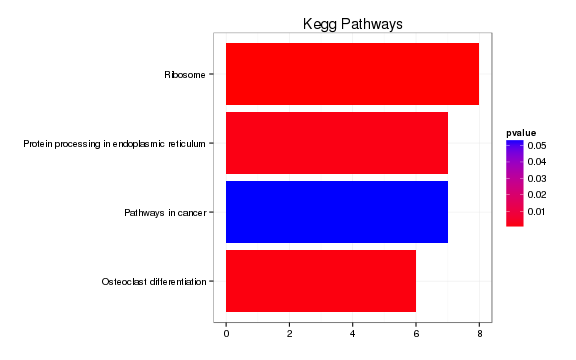 Kegg Pathways
Ribosome
Protein processing in endoplasmic reticulum
Pathways in cancer
Osteoclast differentiation
0 2 4 6 8
pvalue
0.05
0.04
0.03
0.02
0.01